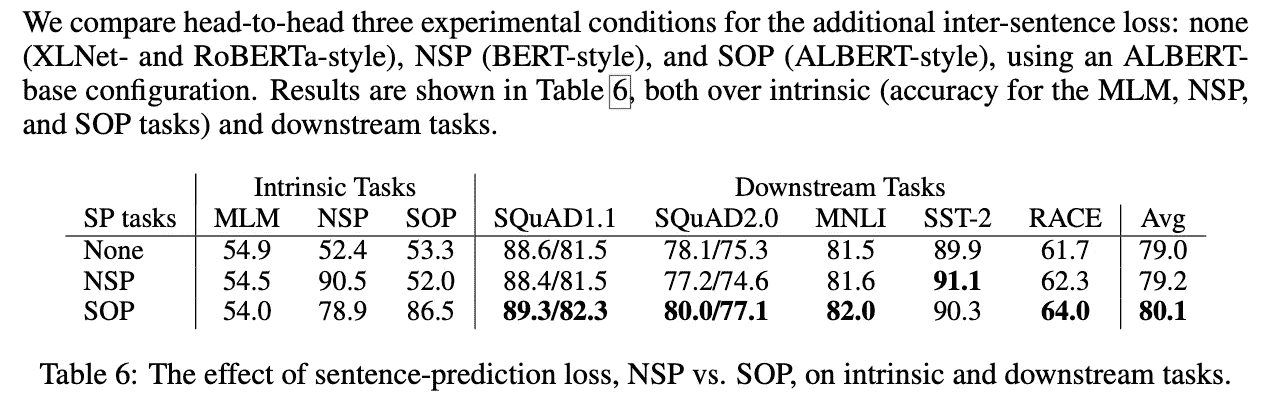 We compare head-to-head three experimental conditions for the additional inter-sentence loss: none
(XLNet- and RoBERTa-style), NSP (BERT-style), and SOP (ALBERT-style), using an ALBERT-
base configuration. Results are shown in Table 6, both over intrinsic (accuracy for the MLM, NSP,
and SOP tasks) and downstream tasks.
Intrinsic Tasks Downstream Tasks
SP tasks MLM NSP SOP SQuAD1.1 SQuAD2.0 MNLI SST-2 RACE Avg
None 54.9 52.4 53.3 88.6/81.5 78.1/75.3 81.5 89.9 61.7 79.0
NSP 54.5 90.5 52.0 88.4/81.5 77.2/74.6 81.6 91.1 62.3 79.2
SOP 54.0 78.9 86.5 89.3/82.3 80.0/77.1 82.0 90.3 64.0 80.1
Table 6: The effect of sentence-prediction loss, NSP vs. SOP, on intrinsic and downstream tasks.